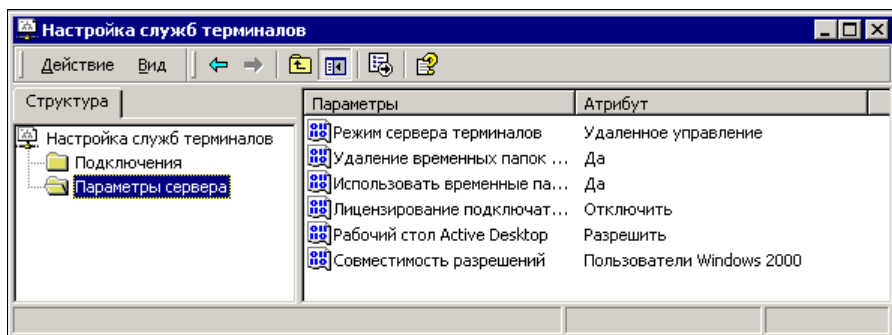 Настройка служб терминалов
Действие Вид
Структура
Параметры Атрибут
Настройка служб терминалов
Подключения
Параметры сервера
Режим сервера терминалов Удаленное управление
Удаление временных папок ... Да
Использовать временные па... Да
Лицензирование подключат... Отключить
Рабочий стол Active Desktop Разрешить
Совместимость разрешений Пользователи Windows 2000